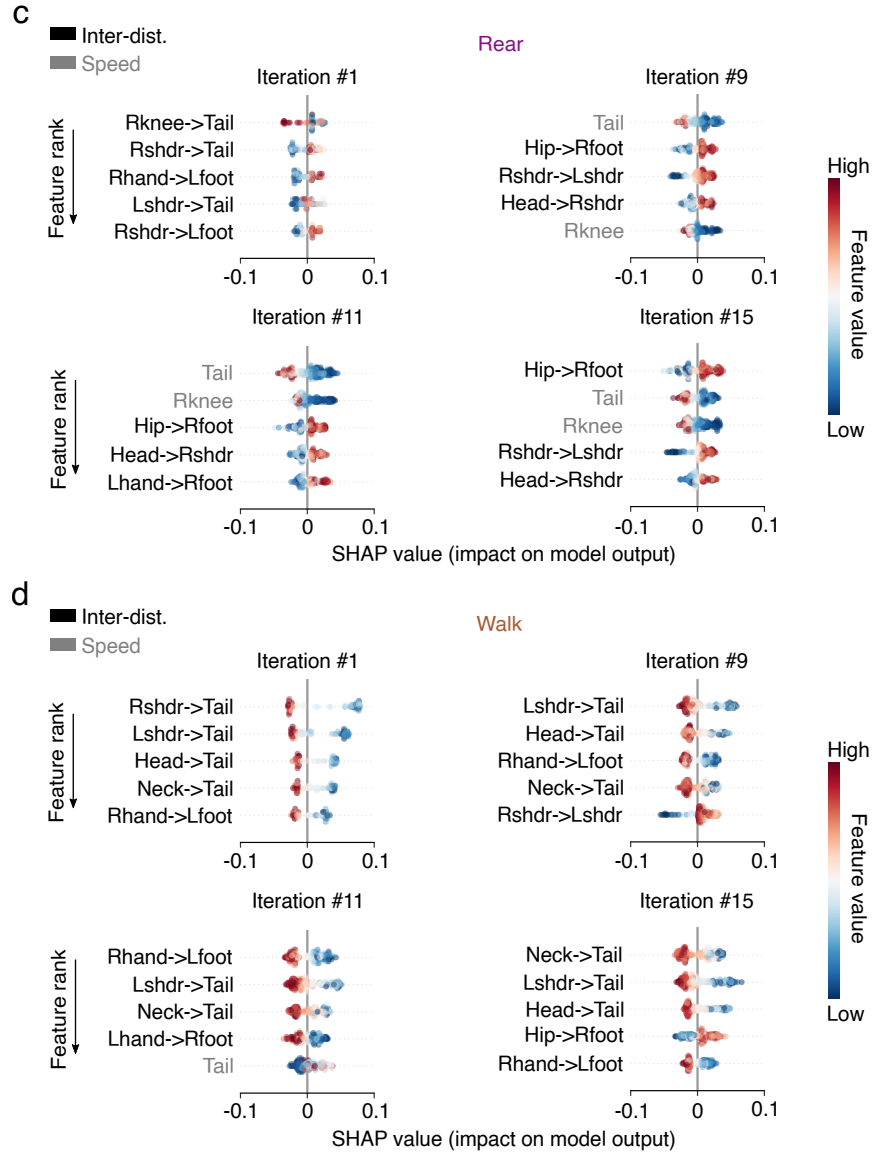 c
Inter-dist.
Speed
Rear
Iteration #1
Feature rank
Rknee->Tail
Rshdr->Tail
Rhand->Lfoot
Lshdr->Tail
Rshdr->Lfoot
-0.1 0 0.1
Iteration #9
Tail
Hip->Rfoot
Rshdr->Lshdr
Head->Rshdr
Rknee
-0.1 0 0.1
Iteration #11
Feature rank
Tail
Rknee
Hip->Rfoot
Head->Rshdr
Lhand->Rfoot
-0.1 0 0.1
Iteration #15
Hip->Rfoot
Tail
Rknee
Rshdr->Lshdr
Head->Rshdr
-0.1 0 0.1
High
Feature value
Low
SHAP value (impact on model output)
d
Inter-dist.
Speed
Walk
Iteration #1
Feature rank
Rshdr->Tail
Lshdr->Tail
Head->Tail
Neck->Tail
Rhand->Lfoot
-0.1 0 0.1
Iteration #9
Lshdr->Tail
Head->Tail
Rhand->Lfoot
Neck->Tail
Rshdr->Lshdr
-0.1 0 0.1
Iteration #11
Feature rank
Rhand->Lfoot
Lshdr->Tail
Neck->Tail
Lhand->Rfoot
Tail
-0.1 0 0.1
Iteration #15
Neck->Tail
Lshdr->Tail
Head->Tail
Hip->Rfoot
Rhand->Lfoot
-0.1 0 0.1
High
Feature value
Low
SHAP value (impact on model output)